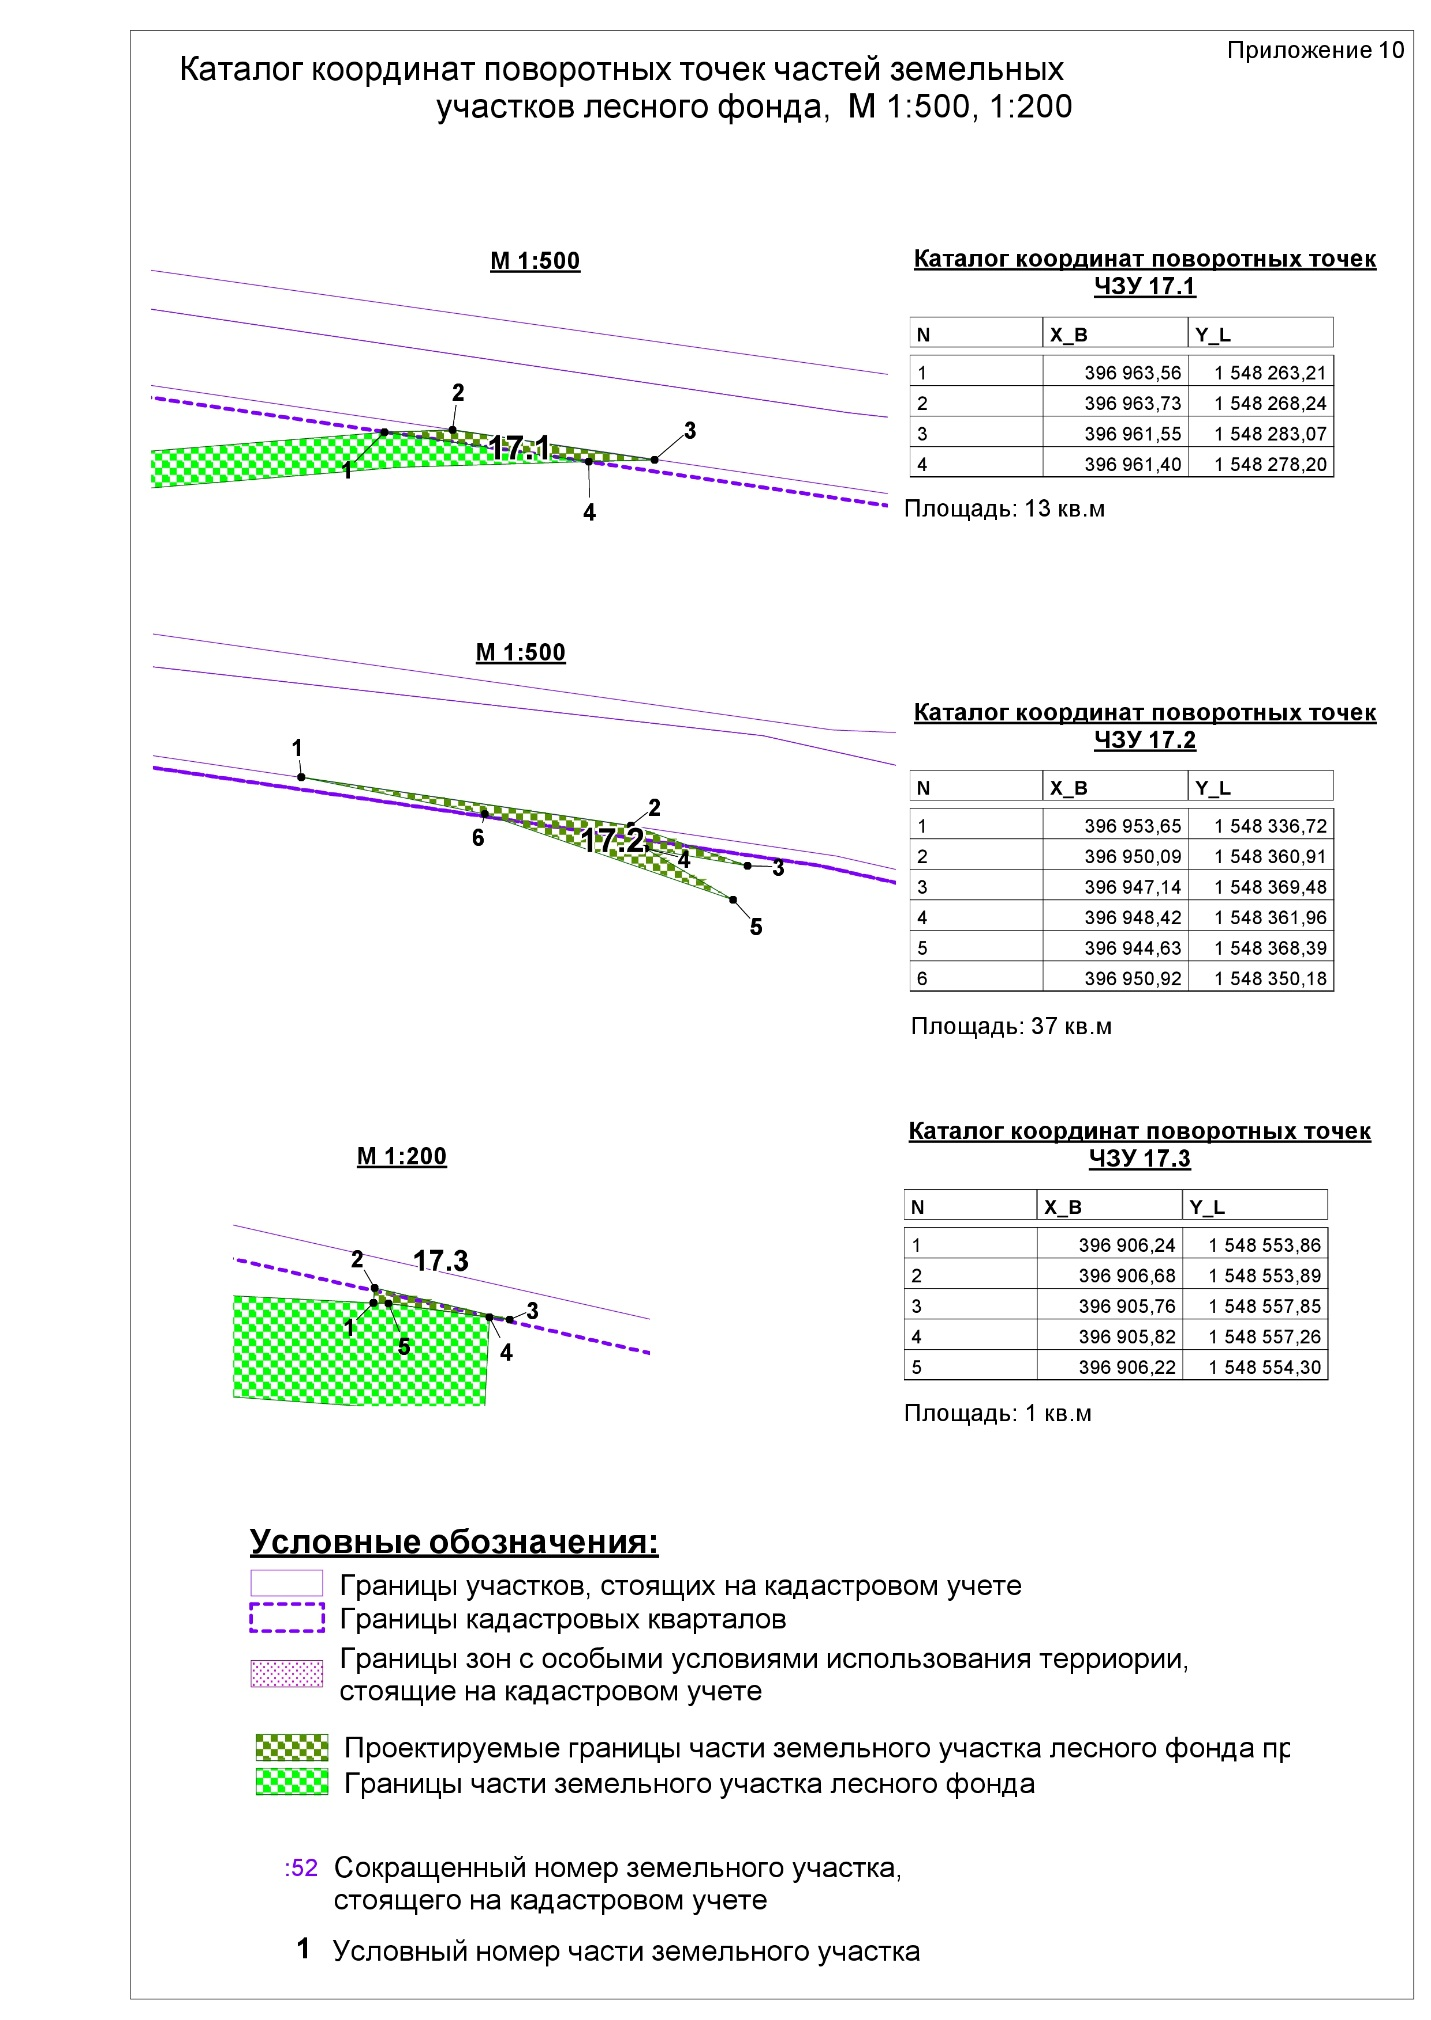 Приложение 10
Каталог координат поворотных точек частей земельных
участков лесного фонда,  М 1:500, 1:200
М 1:500
1
2
17.1
3
4
Каталог координат поворотных точек
ЧЗУ 17.1
N X_B Y_L
1 396 963,56 1 548 263,21
2 396 963,73 1 548 268,24
3 396 961,55 1 548 283,07
4 396 961,40 1 548 278,20
Площадь: 13 кв.м
М 1:500
1
2
6
17.2
4
3
5
Каталог координат поворотных точек
ЧЗУ 17.2
N X_B Y_L
1 396 953,65 1 548 336,72
2 396 950,09 1 548 360,91
3 396 947,14 1 548 369,48
4 396 948,42 1 548 361,96
5 396 944,63 1 548 368,39
6 396 950,92 1 548 350,18
Площадь: 37 кв.м
М 1:200
2
17.3
1
5
3
4
Каталог координат поворотных точек
ЧЗУ 17.3
N X_B Y_L
1 396 906,24 1 548 553,86
2 396 906,68 1 548 553,89
3 396 905,76 1 548 557,85
4 396 905,82 1 548 557,26
5 396 906,22 1 548 554,30
Площадь: 1 кв.м
Условные обозначения:
Границы участков, стоящих на кадастровом учете
Границы кадастровых кварталов
Границы зон с особыми условиями использования терриории,
стоящие на кадастровом учете
Проектируемые границы части земельного участка лесного фонда
Границы части земельного участка лесного фонда
:52 Сокращенный номер земельного участка,
стоящего на кадастровом учете
1 Условный номер части земельного участка